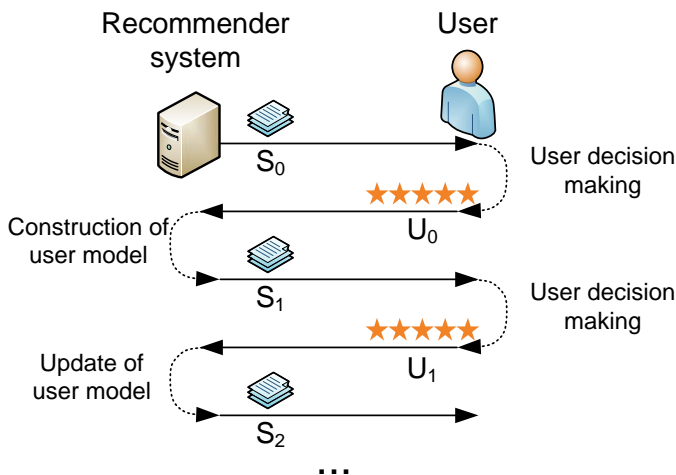 Recommender
system
User
S₀
User decision
making
U₀
Construction of
user model
S₁
User decision
making
U₁
Update of
user model
S₂
...